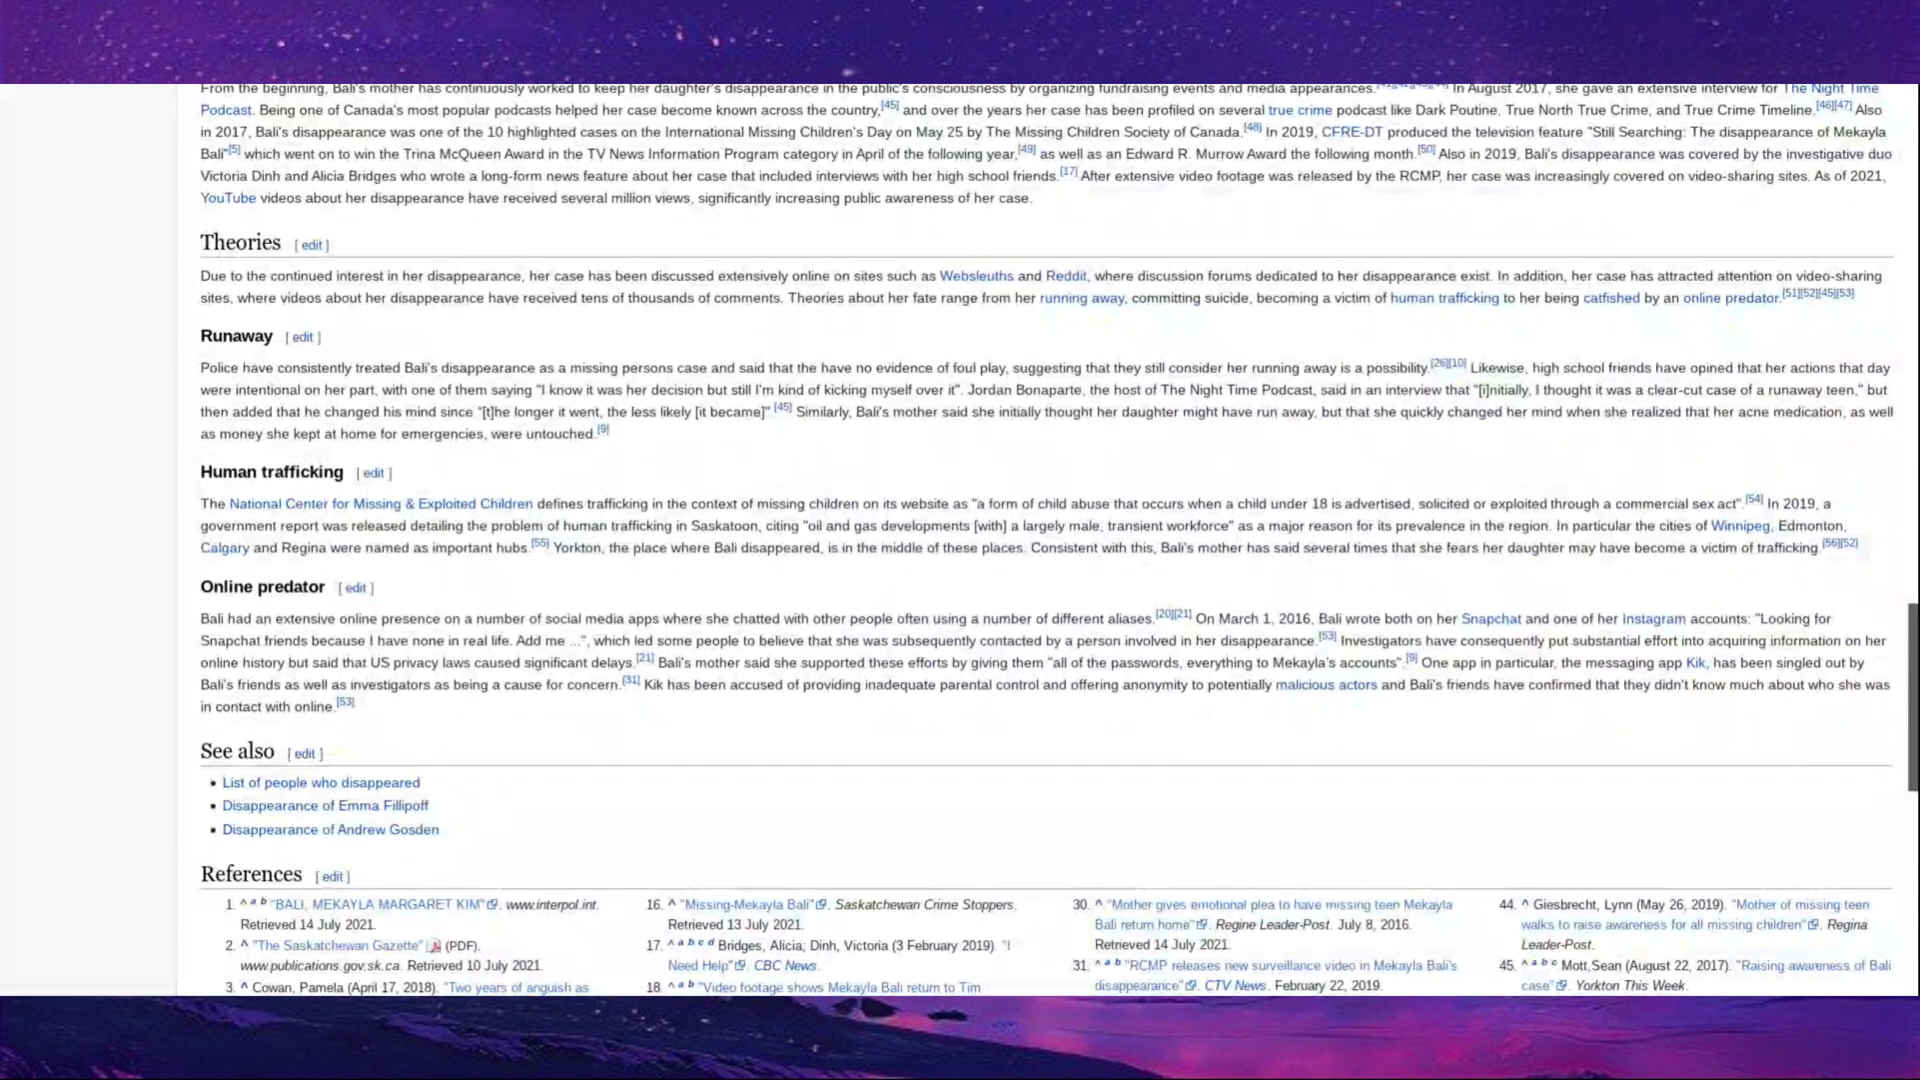 From the beginning, Bali's mother has continuously worked to keep her daughter's disappearance in the public's consciousness by organizing fundraising events and media appearances. In August 2017, she gave an extensive interview for The Night Time
Podcast. Being one of Canada's most popular podcasts helped her case become known across the country,[45] and over the years her case has been profiled on several true crime podcast like Dark Poutine, True North True Crime, and True Crime Timeline.[46][47] Also
in 2017, Bali's disappearance was one of the 10 highlighted cases on the International Missing Children's Day on May 25 by The Missing Children Society of Canada.[48] In 2019, CFRE-DT produced the television feature "Still Searching: The disappearance of Mekayla
Bali"[5] which went on to win the Trina McQueen Award in the TV News Information Program category in April of the following year,[49] as well as an Edward R. Murrow Award the following month.[50] Also in 2019, Bali's disappearance was covered by the investigative duo
Victoria Dinh and Alicia Bridges who wrote a long-form news feature about her case that included interviews with her high school friends.[17] After extensive video footage was released by the RCMP, her case was increasingly covered on video-sharing sites. As of 2021,
YouTube videos about her disappearance have received several million views, significantly increasing public awareness of her case.
Theories [ edit ]
Due to the continued interest in her disappearance, her case has been discussed extensively online on sites such as Websleuths and Reddit, where discussion forums dedicated to her disappearance exist. In addition, her case has attracted attention on video-sharing
sites, where videos about her disappearance have received tens of thousands of comments. Theories about her fate range from her running away, committing suicide, becoming a victim of human trafficking to her being catfished by an online predator.[51][52][45][53]
Runaway [ edit ]
Police have consistently treated Bali's disappearance as a missing persons case and said that the have no evidence of foul play, suggesting that they still consider her running away is a possibility.[26][10] Likewise, high school friends have opined that her actions that day
were intentional on her part, with one of them saying "I know it was her decision but still I'm kind of kicking myself over it". Jordan Bonaparte, the host of The Night Time Podcast, said in an interview that "[i]nitially, I thought it was a clear-cut case of a runaway teen," but
then added that he changed his mind since "[t]he longer it went, the less likely [it became]" [45] Similarly, Bali's mother said she initially thought her daughter might have run away, but that she quickly changed her mind when she realized that her acne medication, as well
as money she kept at home for emergencies, were untouched.[9]
Human trafficking [ edit ]
The National Center for Missing & Exploited Children defines trafficking in the context of missing children on its website as "a form of child abuse that occurs when a child under 18 is advertised, solicited or exploited through a commercial sex act".[54] In 2019, a
government report was released detailing the problem of human trafficking in Saskatoon, citing "oil and gas developments [with] a largely male, transient workforce" as a major reason for its prevalence in the region. In particular the cities of Winnipeg, Edmonton,
Calgary and Regina were named as important hubs.[55] Yorkton, the place where Bali disappeared, is in the middle of these places. Consistent with this, Bali's mother has said several times that she fears her daughter may have become a victim of trafficking.[56][52]
Online predator [ edit ]
Bali had an extensive online presence on a number of social media apps where she chatted with other people often using a number of different aliases.[20][21] On March 1, 2016, Bali wrote both on her Snapchat and one of her Instagram accounts: "Looking for
Snapchat friends because I have none in real life. Add me ...", which led some people to believe that she was subsequently contacted by a person involved in her disappearance.[53] Investigators have consequently put substantial effort into acquiring information on her
online history but said that US privacy laws caused significant delays.[21] Bali's mother said she supported these efforts by giving them "all of the passwords, everything to Mekayla's accounts".[9] One app in particular, the messaging app Kik, has been singled out by
Bali's friends as well as investigators as being a cause for concern.[31] Kik has been accused of providing inadequate parental control and offering anonymity to potentially malicious actors and Bali's friends have confirmed that they didn't know much about who she was
in contact with online.[53]
See also [ edit ]
• List of people who disappeared
• Disappearance of Emma Fillipoff
• Disappearance of Andrew Gosden
References [ edit ]
1. ^ a b "BALI, MEKAYLA MARGARET KIM". www.interpol.int.
Retrieved 14 July 2021.
2. ^ "The Saskatchewan Gazette" (PDF).
www.publications.gov.sk.ca. Retrieved 10 July 2021.
3. ^ Cowan, Pamela (April 17, 2018). "Two years of anguish as
16. ^ "Missing-Mekayla Bali". Saskatchewan Crime Stoppers.
Retrieved 13 July 2021.
17. ^ a b c d Bridges, Alicia; Dinh, Victoria (3 February 2019). "I
Need Help". CBC News.
18. ^ a b "Video footage shows Mekayla Bali return to Tim
30. ^ "Mother gives emotional plea to have missing teen Mekayla
Bali return home". Regine Leader-Post. July 8, 2016.
Retrieved 14 July 2021.
31. ^ a b "RCMP releases new surveillance video in Mekayla Bali's
disappearance". CTV News. February 22, 2019.
44. ^ Giesbrecht, Lynn (May 26, 2019). "Mother of missing teen
walks to raise awareness for all missing children". Regina
Leader-Post.
45. ^ a b c Mott,Sean (August 22, 2017). "Raising awareness of Bali
case". Yorkton This Week.